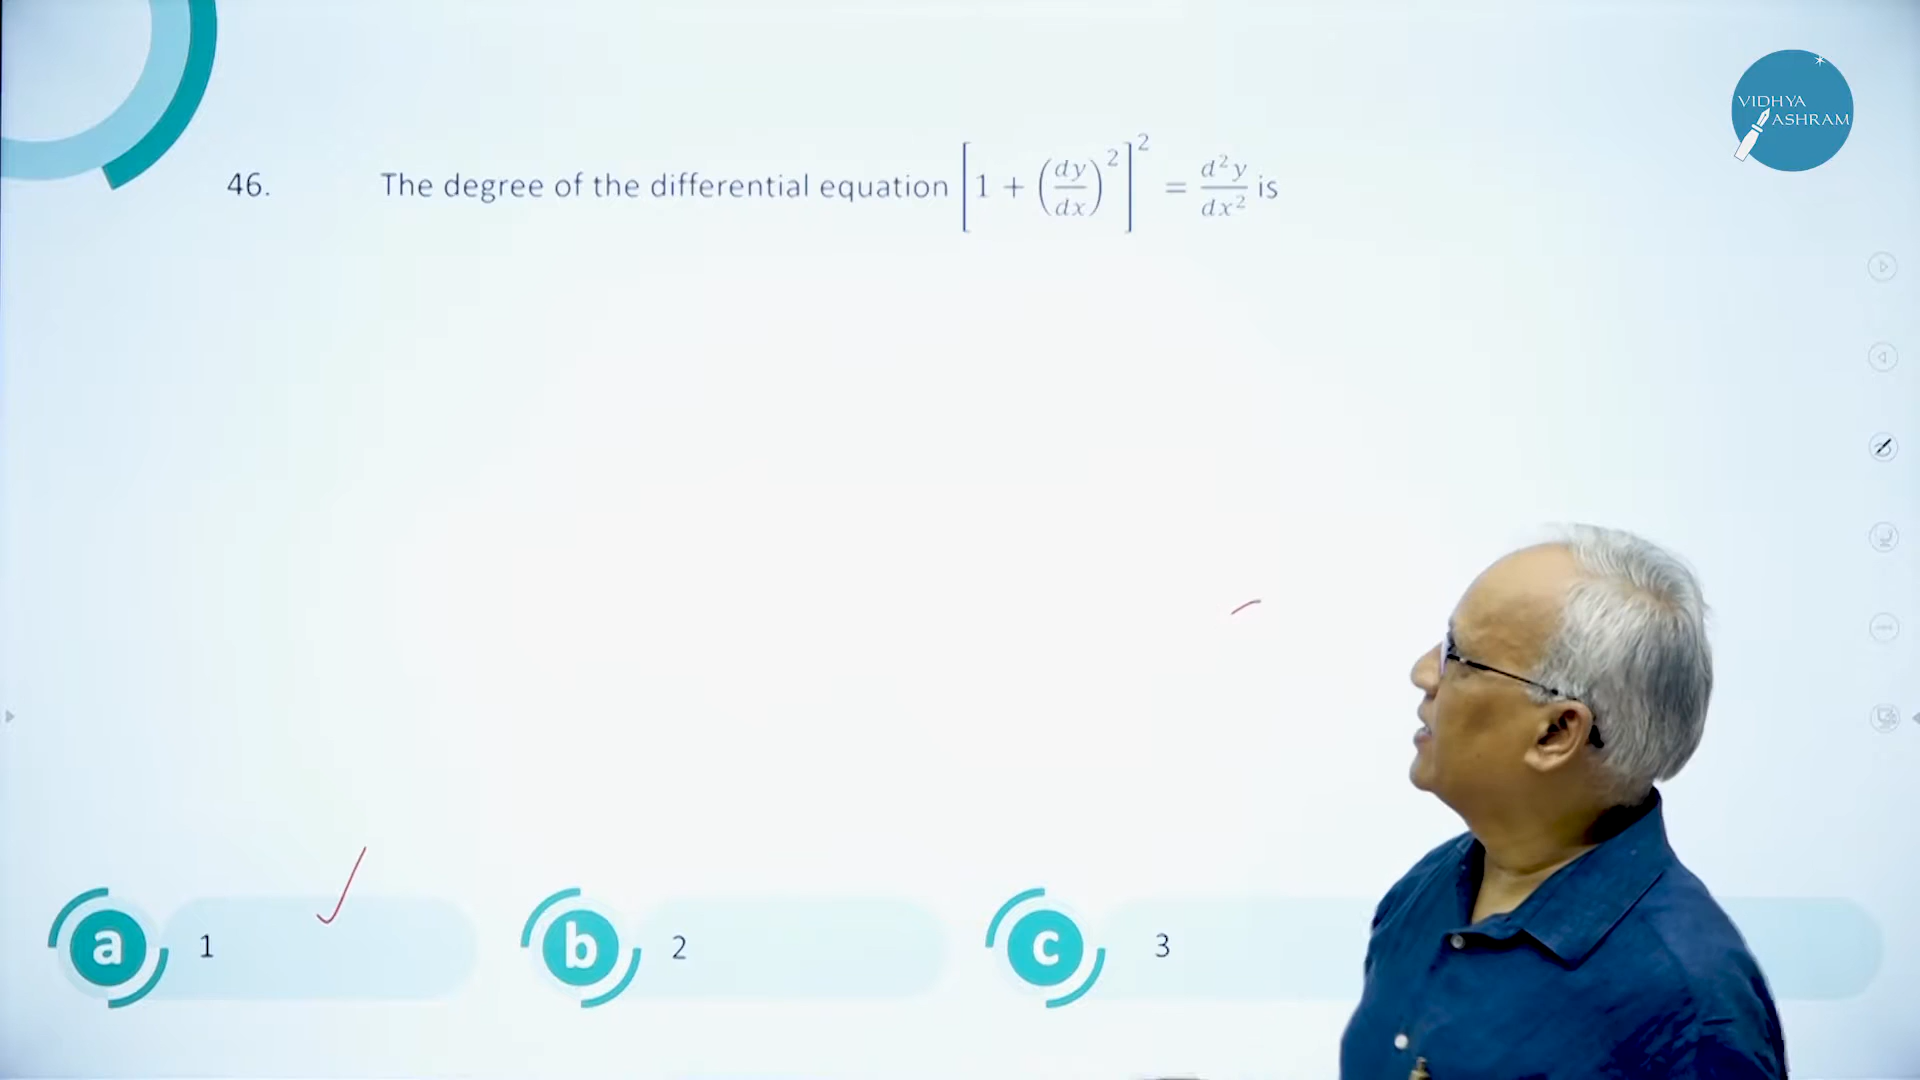 VIDHYA
ASHRAM
46. The degree of the differential equation [1 + (dy/dx)²]² = d²y/dx² is
a 1
b 2
c 3